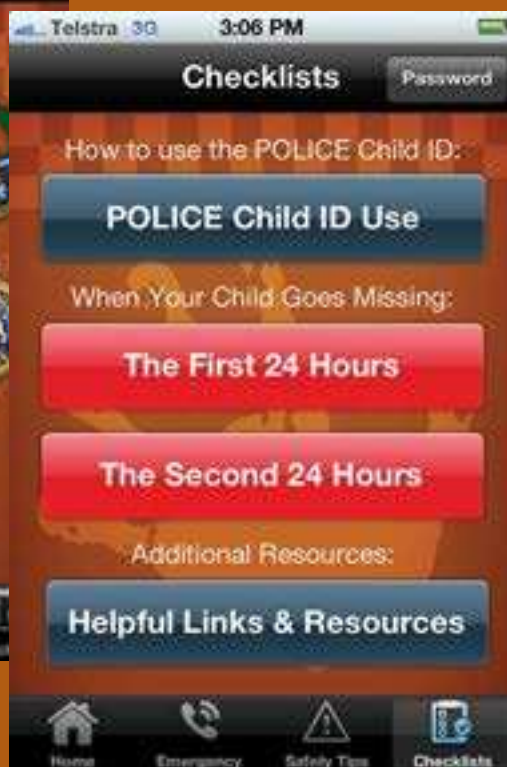 Telstra 3G 3:06 PM
Checklists Password
How to use the POLICE Child ID:
POLICE Child ID Use
When Your Child Goes Missing:
The First 24 Hours
The Second 24 Hours
Additional Resources:
Helpful Links & Resources
Home Emergency Safety Tips Checklists